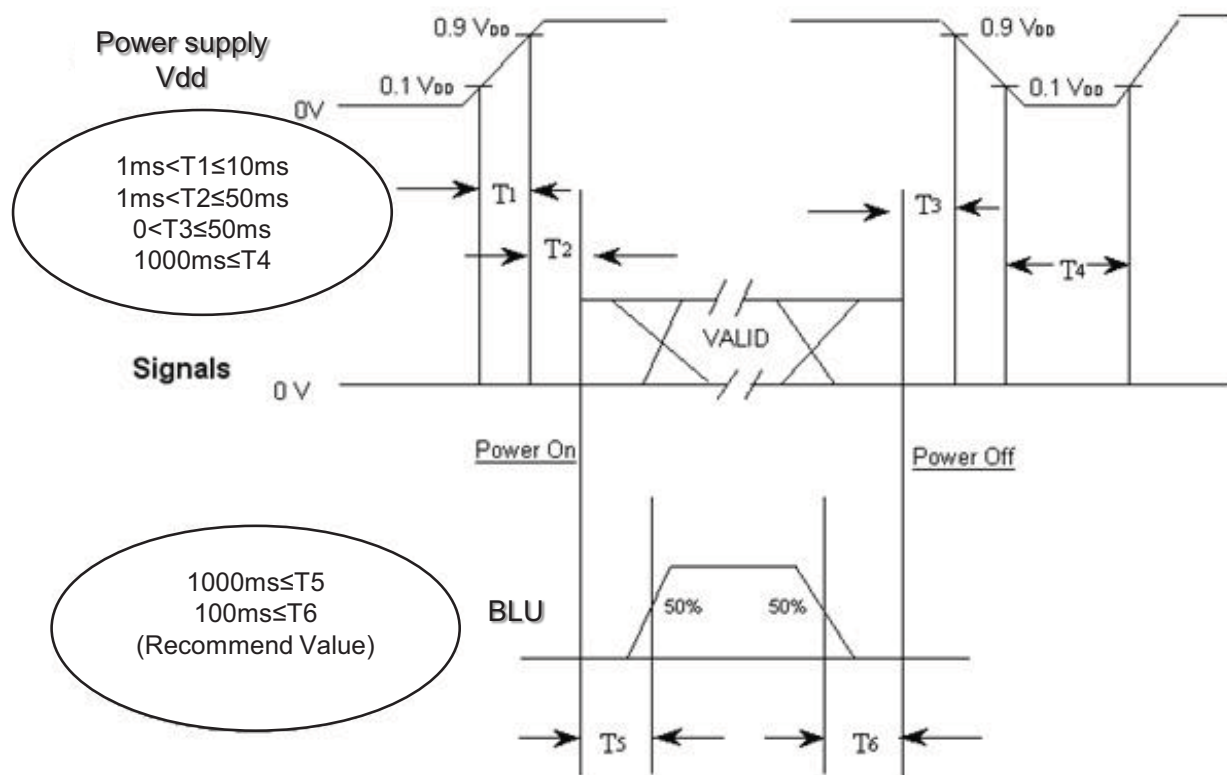 Power supply
Vdd
0.9 VDD
0.9 VDD
0.1 VDD
0.1 VDD
0V
1ms<T1≤10ms
1ms<T2≤50ms
0<T3≤50ms
1000ms≤T4
T1
T2
T3
T4
VALID
Signals
0 V
Power On
Power Off
1000ms≤T5
100ms≤T6
(Recommend Value)
BLU
50%
50%
T5
T6